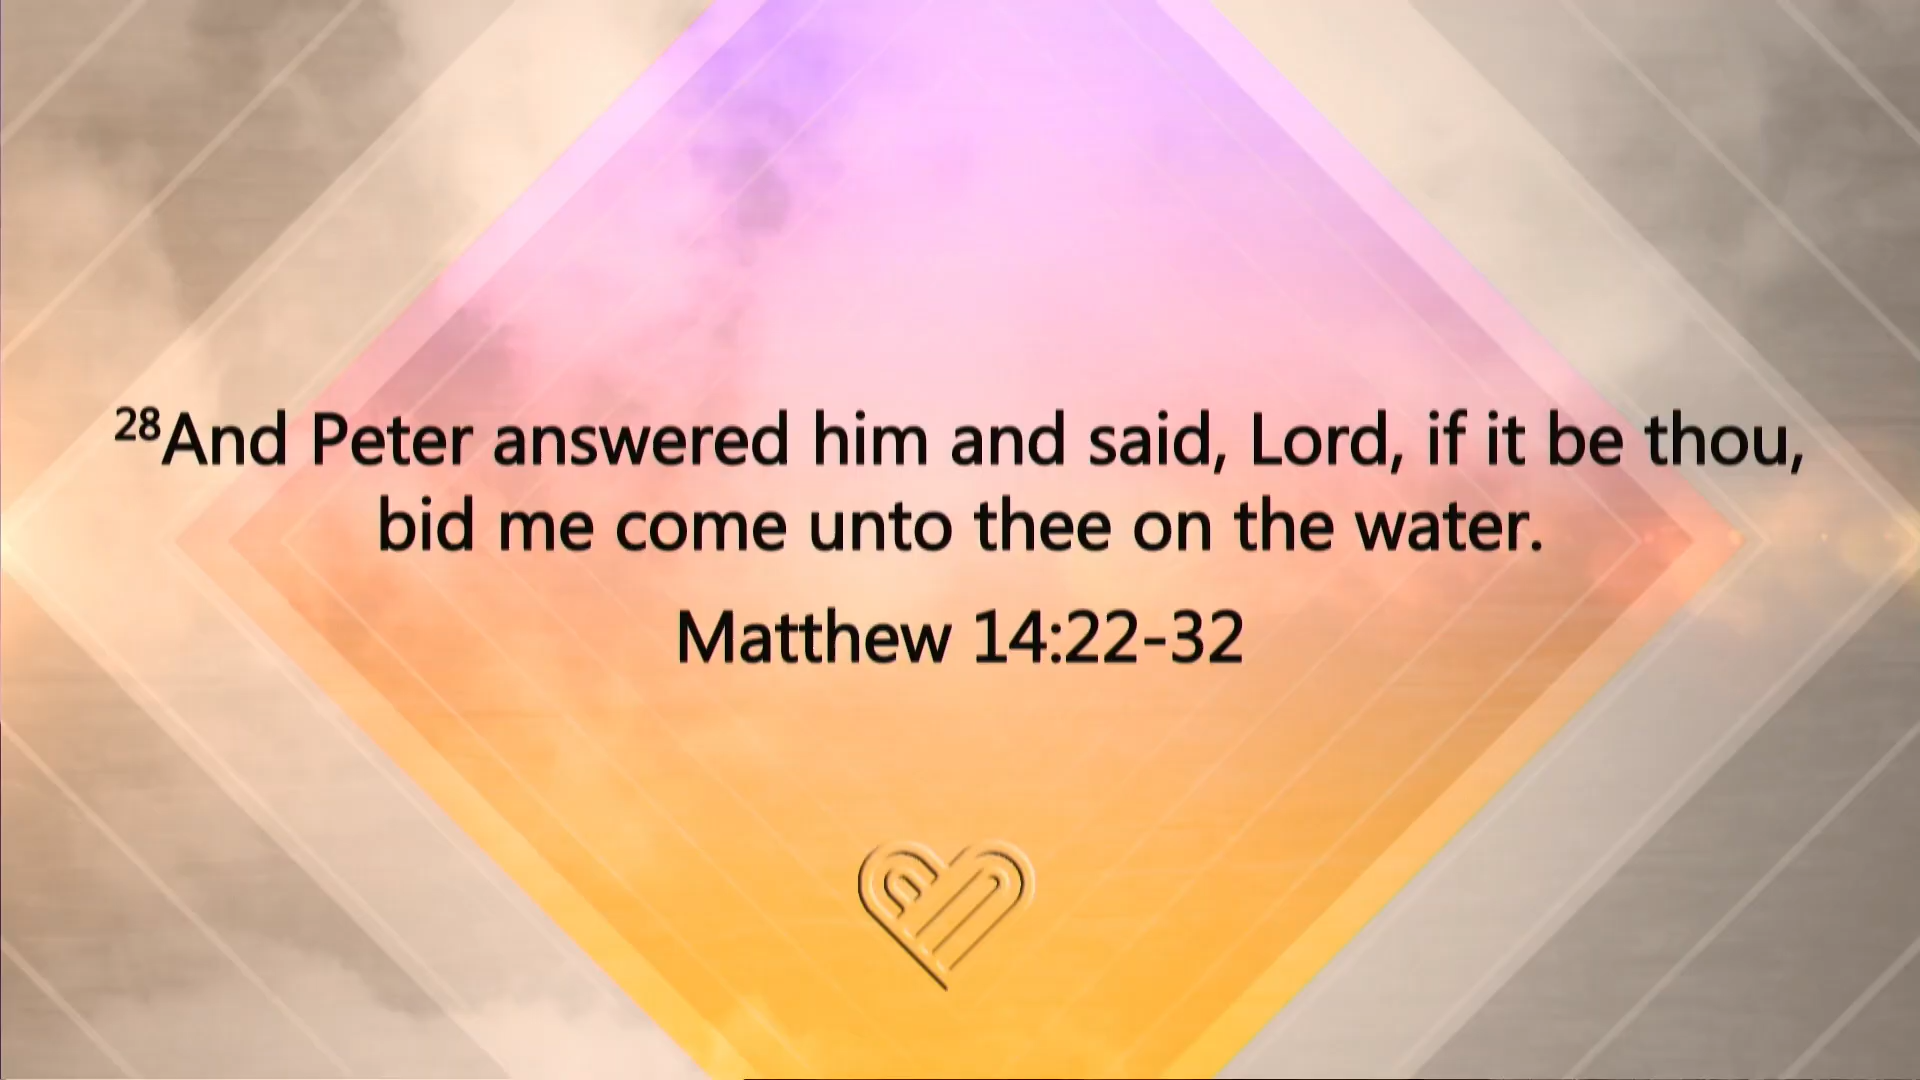 28And Peter answered him and said, Lord, if it be thou,
bid me come unto thee on the water.
Matthew 14:22-32